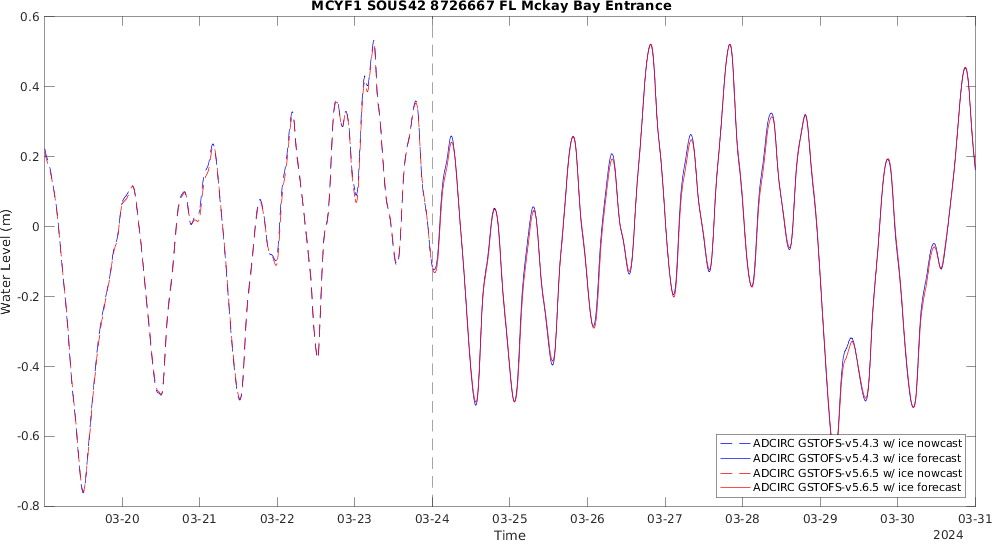 MCYF1 SOUS42 8726667 FL Mckay Bay Entrance
Water Level (m)
0.6
0.4
0.2
0
-0.2
-0.4
-0.6
-0.8
ADCIRC GSTOFS-v5.4.3 w/ ice nowcast
ADCIRC GSTOFS-v5.4.3 w/ ice forecast
ADCIRC GSTOFS-v5.6.5 w/ ice nowcast
ADCIRC GSTOFS-v5.6.5 w/ ice forecast
03-20 03-21 03-22 03-23 03-24 03-25 03-26 03-27 03-28 03-29 03-30 03-31
Time
2024